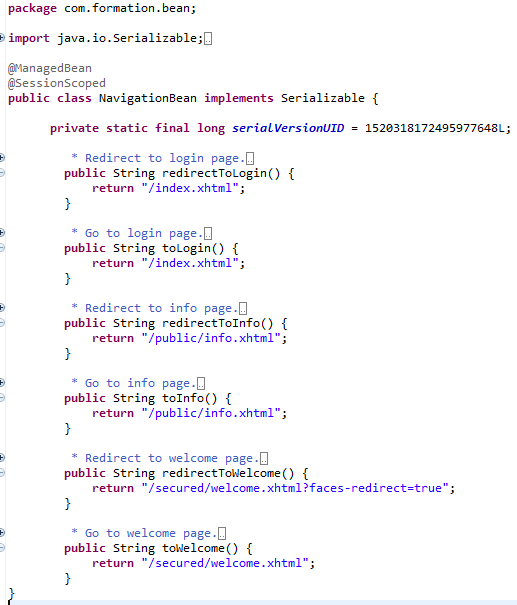 package com.formation.bean;
import java.io.Serializable;
@ManagedBean
@SessionScoped
public class NavigationBean implements Serializable {
private static final long serialVersionUID = 1520318172495977648L;
* Redirect to login page.
public String redirectToLogin() {
return "/index.xhtml";
}
* Go to login page.
public String toLogin() {
return "/index.xhtml";
}
* Redirect to info page.
public String redirectToInfo() {
return "/public/info.xhtml";
}
* Go to info page.
public String toInfo() {
return "/public/info.xhtml";
}
* Redirect to welcome page.
public String redirectToWelcome() {
return "/secured/welcome.xhtml?faces-redirect=true";
}
* Go to welcome page.
public String toWelcome() {
return "/secured/welcome.xhtml";
}
}